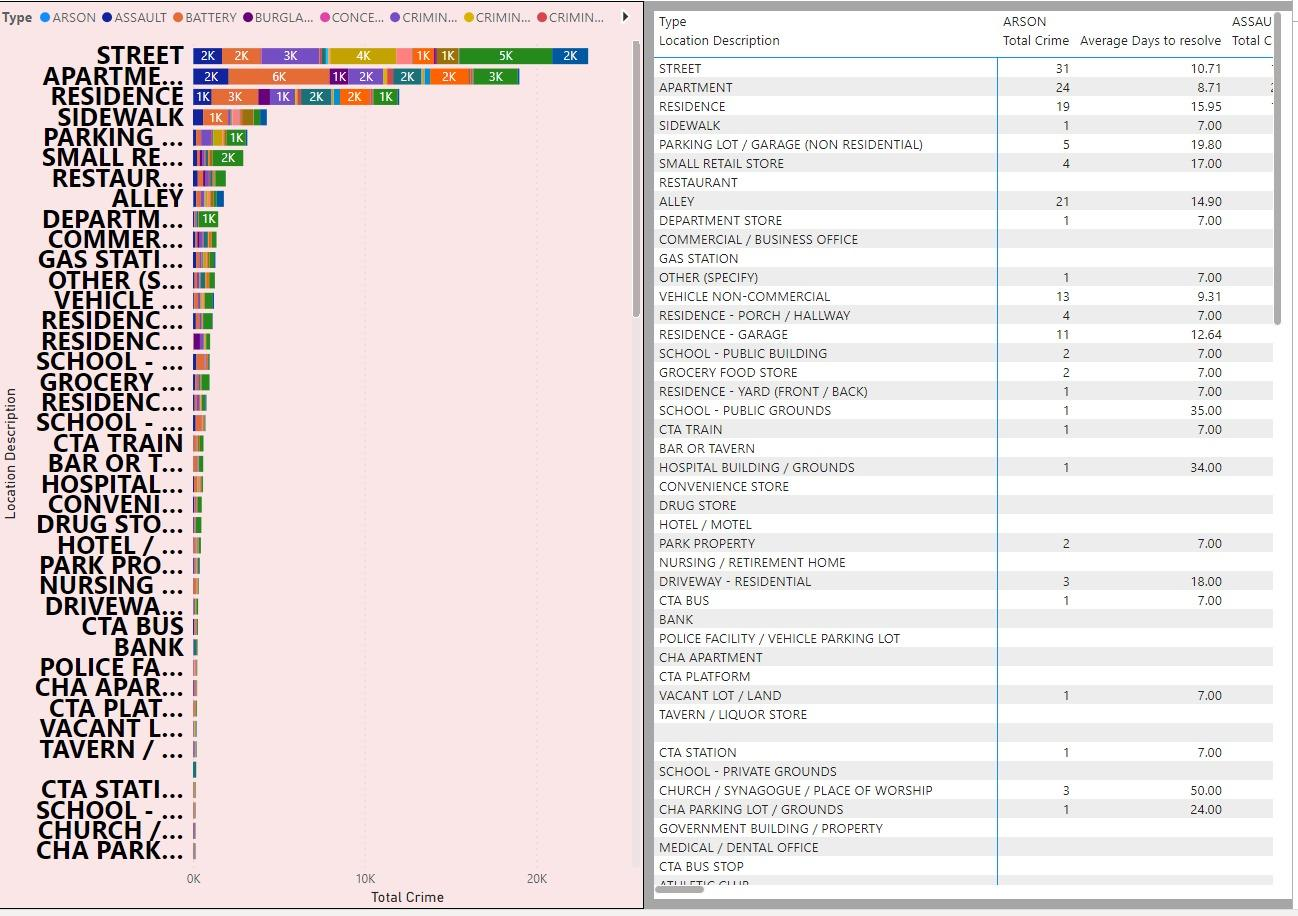 Type ARSON ASSAULT BATTERY BURGLA... CONCE... CRIMIN... CRIMIN... CRIMIN...
STREET 2K 2K 3K 4K 1K 1K 5K 2K
APARTME... 2K 6K 1K 2K 2K 2K 3K
RESIDENCE 1K 3K 1K 2K 2K 1K
SIDEWALK 1K
PARKING ... 1K
SMALL RE... 2K
RESTAUR...
ALLEY
DEPARTM... 1K
COMMER...
GAS STATI...
OTHER (S...
VEHICLE ...
RESIDENC...
RESIDENC...
SCHOOL - ...
GROCERY ...
RESIDENC...
SCHOOL - ...
CTA TRAIN
BAR OR T...
HOSPITAL...
CONVENI...
DRUG STO...
HOTEL / ...
PARK PRO...
NURSING ...
DRIVEWA...
CTA BUS
BANK
POLICE FA...
CHA APAR...
CTA PLAT...
VACANT L...
TAVERN / ...
CTA STATI...
SCHOOL - ...
CHURCH /...
CHA PARK...
Location Description
0K 10K 20K
Total Crime
Type ARSON ASSAU
Location Description Total Crime Average Days to resolve Total C
STREET 31 10.71
APARTMENT 24 8.71
RESIDENCE 19 15.95
SIDEWALK 1 7.00
PARKING LOT / GARAGE (NON RESIDENTIAL) 5 19.80
SMALL RETAIL STORE 4 17.00
RESTAURANT
ALLEY 21 14.90
DEPARTMENT STORE 1 7.00
COMMERCIAL / BUSINESS OFFICE
GAS STATION
OTHER (SPECIFY) 1 7.00
VEHICLE NON-COMMERCIAL 13 9.31
RESIDENCE - PORCH / HALLWAY 4 7.00
RESIDENCE - GARAGE 11 12.64
SCHOOL - PUBLIC BUILDING 2 7.00
GROCERY FOOD STORE 2 7.00
RESIDENCE - YARD (FRONT / BACK) 1 7.00
SCHOOL - PUBLIC GROUNDS 1 35.00
CTA TRAIN 1 7.00
BAR OR TAVERN
HOSPITAL BUILDING / GROUNDS 1 34.00
CONVENIENCE STORE
DRUG STORE
HOTEL / MOTEL
PARK PROPERTY 2 7.00
NURSING / RETIREMENT HOME
DRIVEWAY - RESIDENTIAL 3 18.00
CTA BUS 1 7.00
BANK
POLICE FACILITY / VEHICLE PARKING LOT
CHA APARTMENT
CTA PLATFORM
VACANT LOT / LAND 1 7.00
TAVERN / LIQUOR STORE
CTA STATION 1 7.00
SCHOOL - PRIVATE GROUNDS
CHURCH / SYNAGOGUE / PLACE OF WORSHIP 3 50.00
CHA PARKING LOT / GROUNDS 1 24.00
GOVERNMENT BUILDING / PROPERTY
MEDICAL / DENTAL OFFICE
CTA BUS STOP
ATHLETIC CLUB